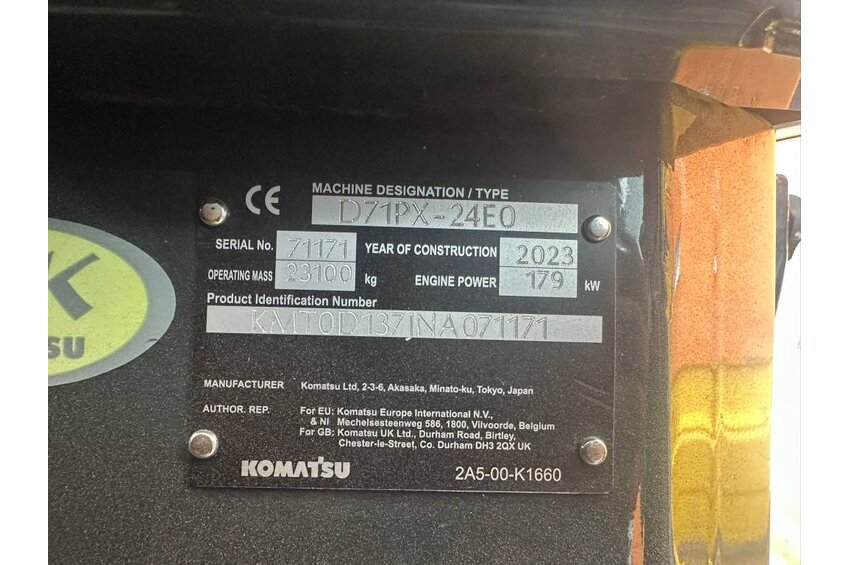 CE MACHINE DESIGNATION / TYPE
D71PX-24E0
SERIAL No. 71171 YEAR OF CONSTRUCTION 2023
OPERATING MASS 23100 kg ENGINE POWER 179 kW
Product Identification Number
KMT0D137JNA071171
MANUFACTURER Komatsu Ltd, 2-3-6, Akasaka, Minato-ku, Tokyo, Japan
AUTHOR. REP. For EU: Komatsu Europe International N.V.,
& NI Mechelsesteenweg 586, 1800, Vilvoorde, Belgium
For GB: Komatsu UK Ltd., Durham Road, Birtley,
Chester-le-Street, Co. Durham DH3 2QX UK
KOMATSU 2A5-00-K1660
K
SU